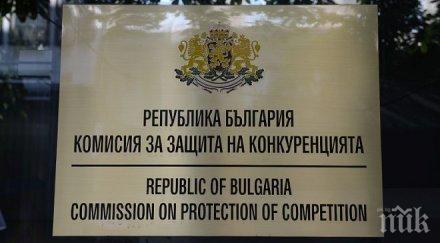 РЕПУБЛИКА БЪЛГАРИЯ
КОМИСИЯ ЗА ЗАЩИТА НА КОНКУРЕНЦИЯТА
REPUBLIC OF BULGARIA
COMMISSION ON PROTECTION OF COMPETITION
пик